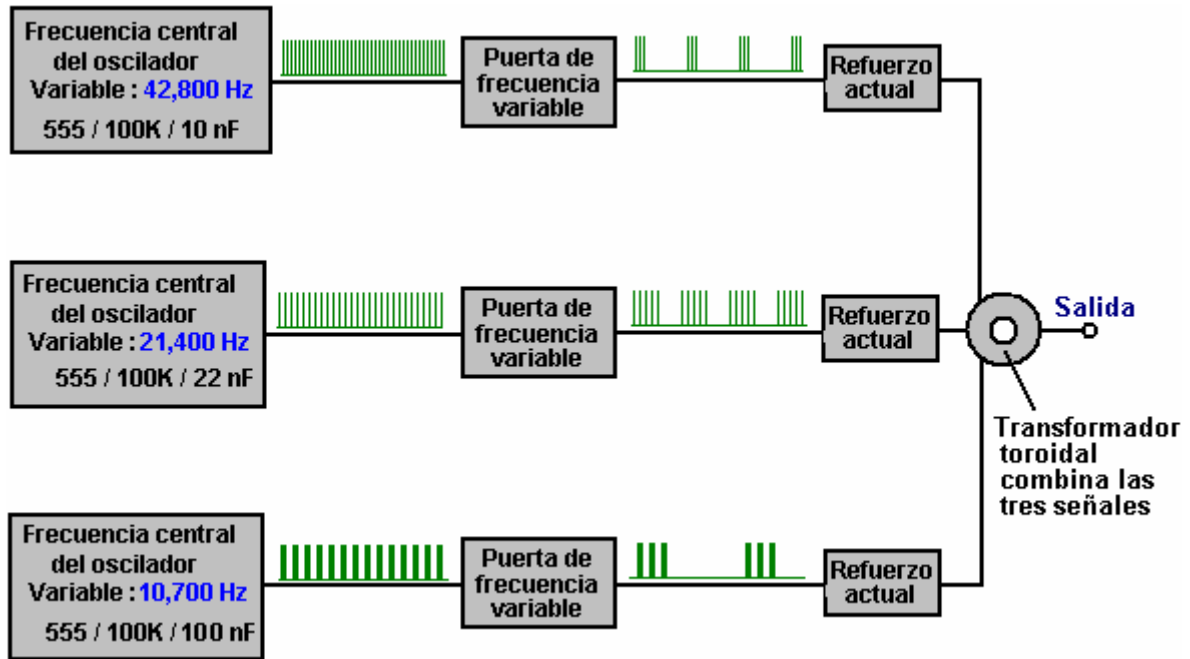 Frecuencia central
del oscilador
Variable : 42,800 Hz
555 / 100K / 10 nF
Puerta de
frecuencia
variable
Refuerzo
actual
Frecuencia central
del oscilador
Variable : 21,400 Hz
555 / 100K / 22 nF
Puerta de
frecuencia
variable
Refuerzo
actual
Salida
Transformador
toroidal
combina las
tres señales
Frecuencia central
del oscilador
Variable : 10,700 Hz
555 / 100K / 100 nF
Puerta de
frecuencia
variable
Refuerzo
actual